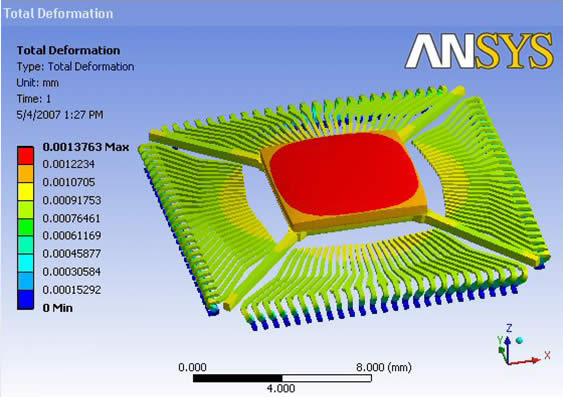 Total Deformation
Total Deformation
Type: Total Deformation
Unit: mm
Time: 1
5/4/2007 1:27 PM
ANSYS
0.0013763 Max
0.0012234
0.0010705
0.00091753
0.00076461
0.00061169
0.00045877
0.00030584
0.00015292
0 Min
0.000 8.000 (mm)
4.000
Z
Y
X